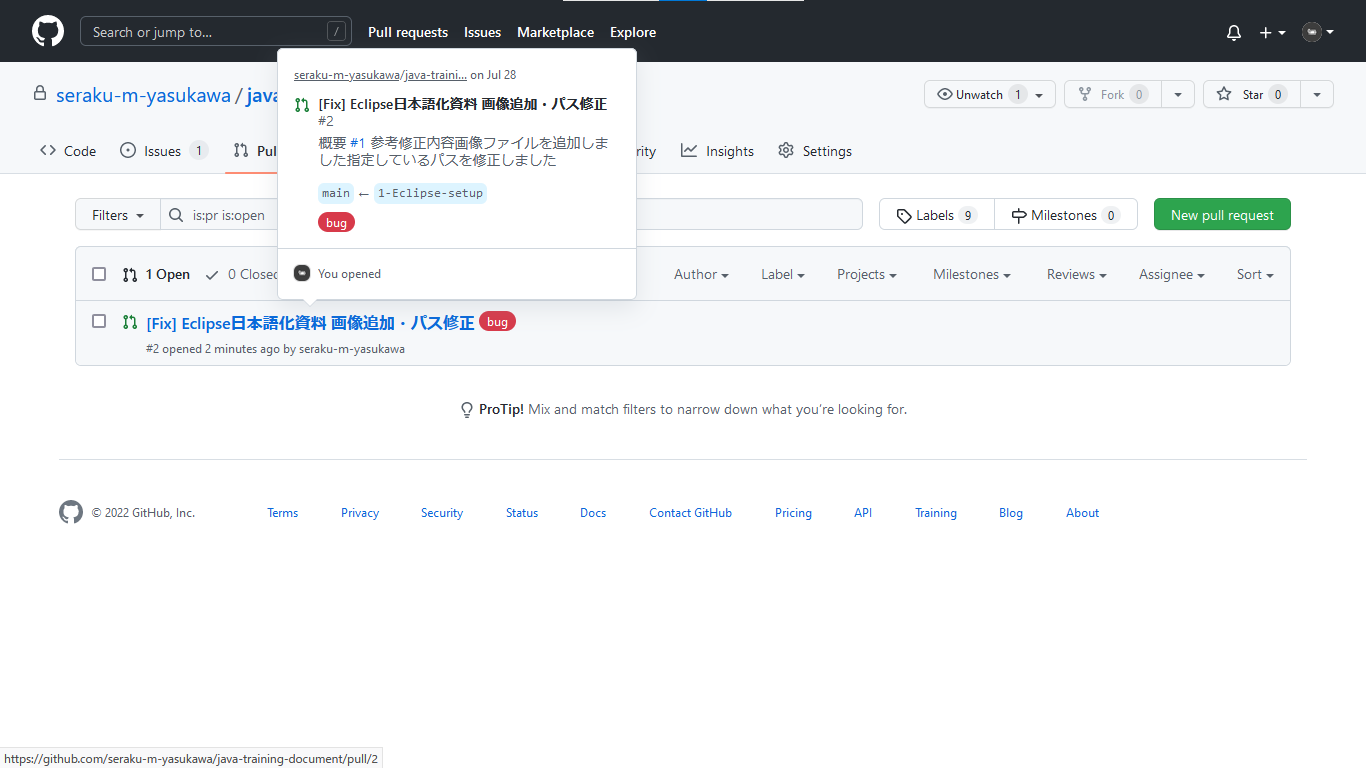 Search or jump to... /
Pull requests Issues Marketplace Explore
seraku-m-yasukawa/java-traini... on Jul 28
[Fix] Eclipse日本語化資料 画像追加・パス修正
#2
概要 #1 参考修正内容画像ファイルを追加しま
した指定しているパスを修正しました
main ← 1-Eclipse-setup
bug
You opened
seraku-m-yasukawa / java
Unwatch 1 Fork 0 Star 0
Code Issues 1 Pul rity Insights Settings
Filters is:pr is:open Labels 9 Milestones 0 New pull request
1 Open 0 Closed Author Label Projects Milestones Reviews Assignee Sort
[Fix] Eclipse日本語化資料 画像追加・パス修正 bug
#2 opened 2 minutes ago by seraku-m-yasukawa
ProTip! Mix and match filters to narrow down what you're looking for.
© 2022 GitHub, Inc. Terms Privacy Security Status Docs Contact GitHub Pricing API Training Blog About
https://github.com/seraku-m-yasukawa/java-training-document/pull/2